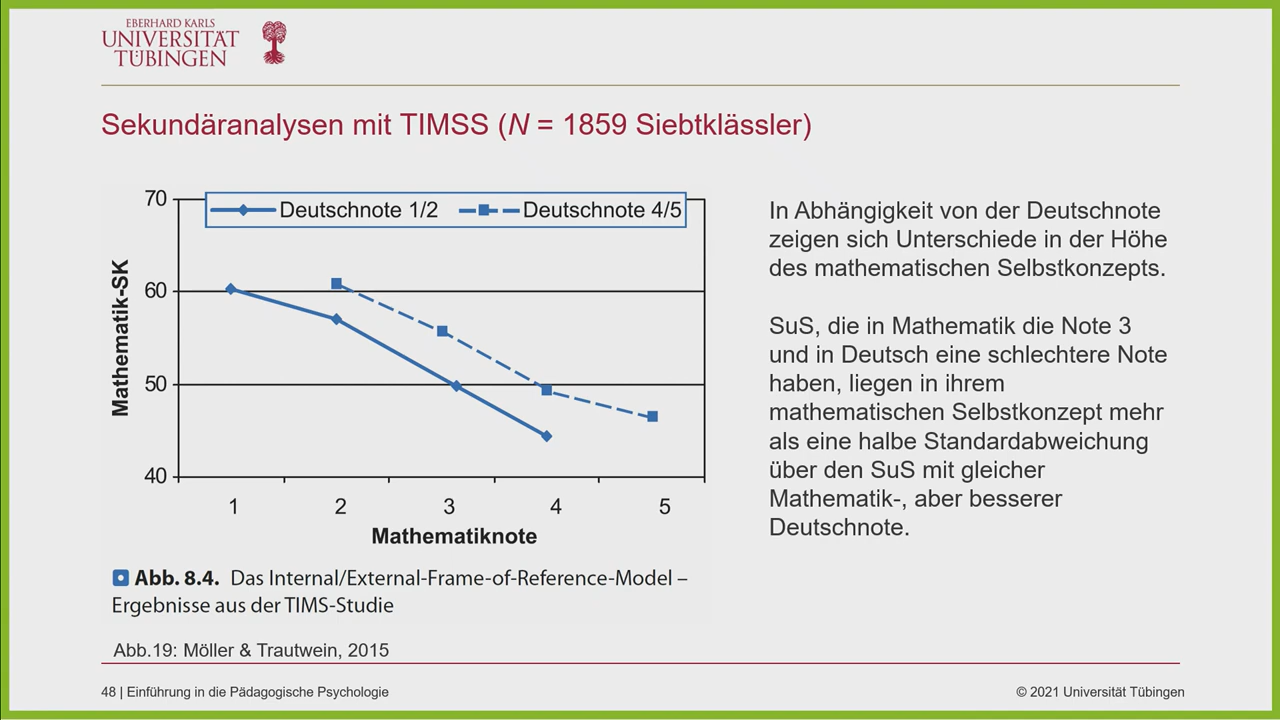 EBERHARD KARLS
UNIVERSITÄT
TÜBINGEN
Sekundäranalysen mit TIMSS (N = 1859 Siebtklässler)
Deutschnote 1/2
Deutschnote 4/5
Mathematik-SK
70
60
50
40
1
2
3
4
5
Mathematiknote
Abb. 8.4. Das Internal/External-Frame-of-Reference-Model –
Ergebnisse aus der TIMS-Studie
Abb.19: Möller & Trautwein, 2015
In Abhängigkeit von der Deutschnote
zeigen sich Unterschiede in der Höhe
des mathematischen Selbstkonzepts.
SuS, die in Mathematik die Note 3
und in Deutsch eine schlechtere Note
haben, liegen in ihrem
mathematischen Selbstkonzept mehr
als eine halbe Standardabweichung
über den SuS mit gleicher
Mathematik-, aber besserer
Deutschnote.
48 | Einführung in die Pädagogische Psychologie
© 2021 Universität Tübingen